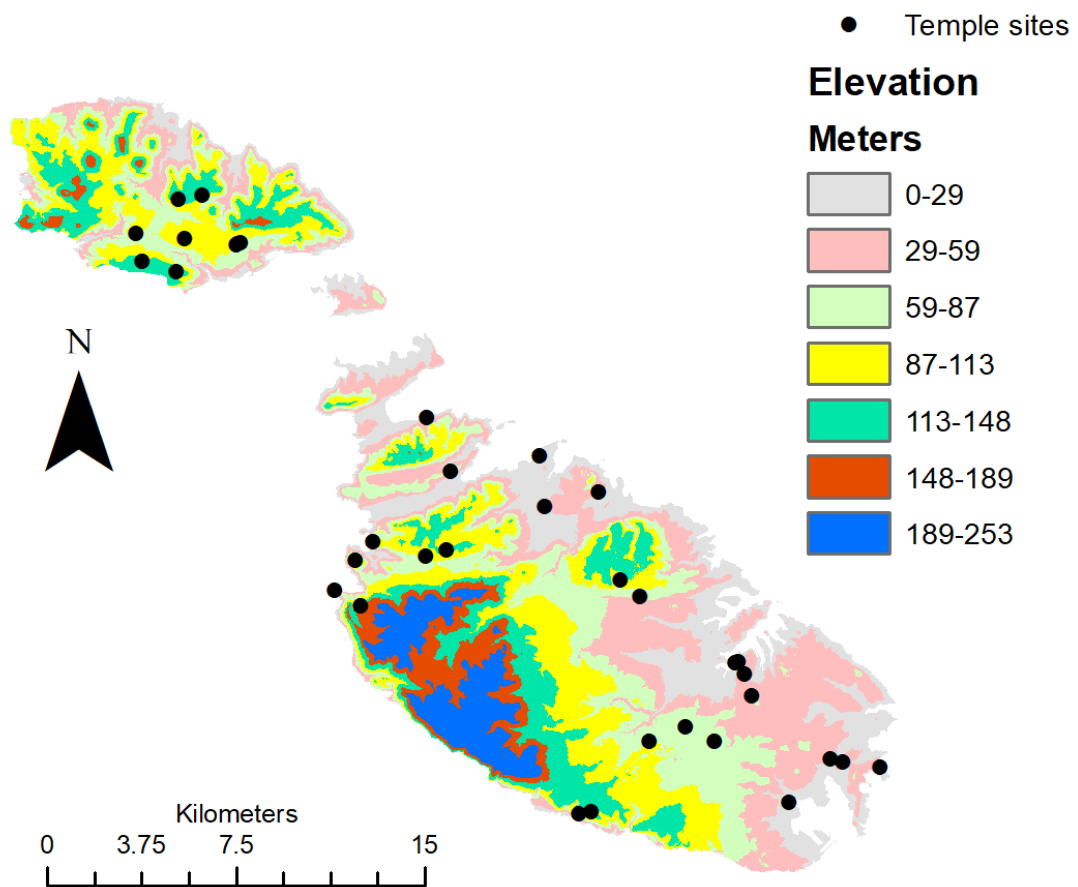 Temple sites
Elevation
Meters
0-29
29-59
59-87
87-113
113-148
148-189
189-253
N
Kilometers
0 3.75 7.5 15